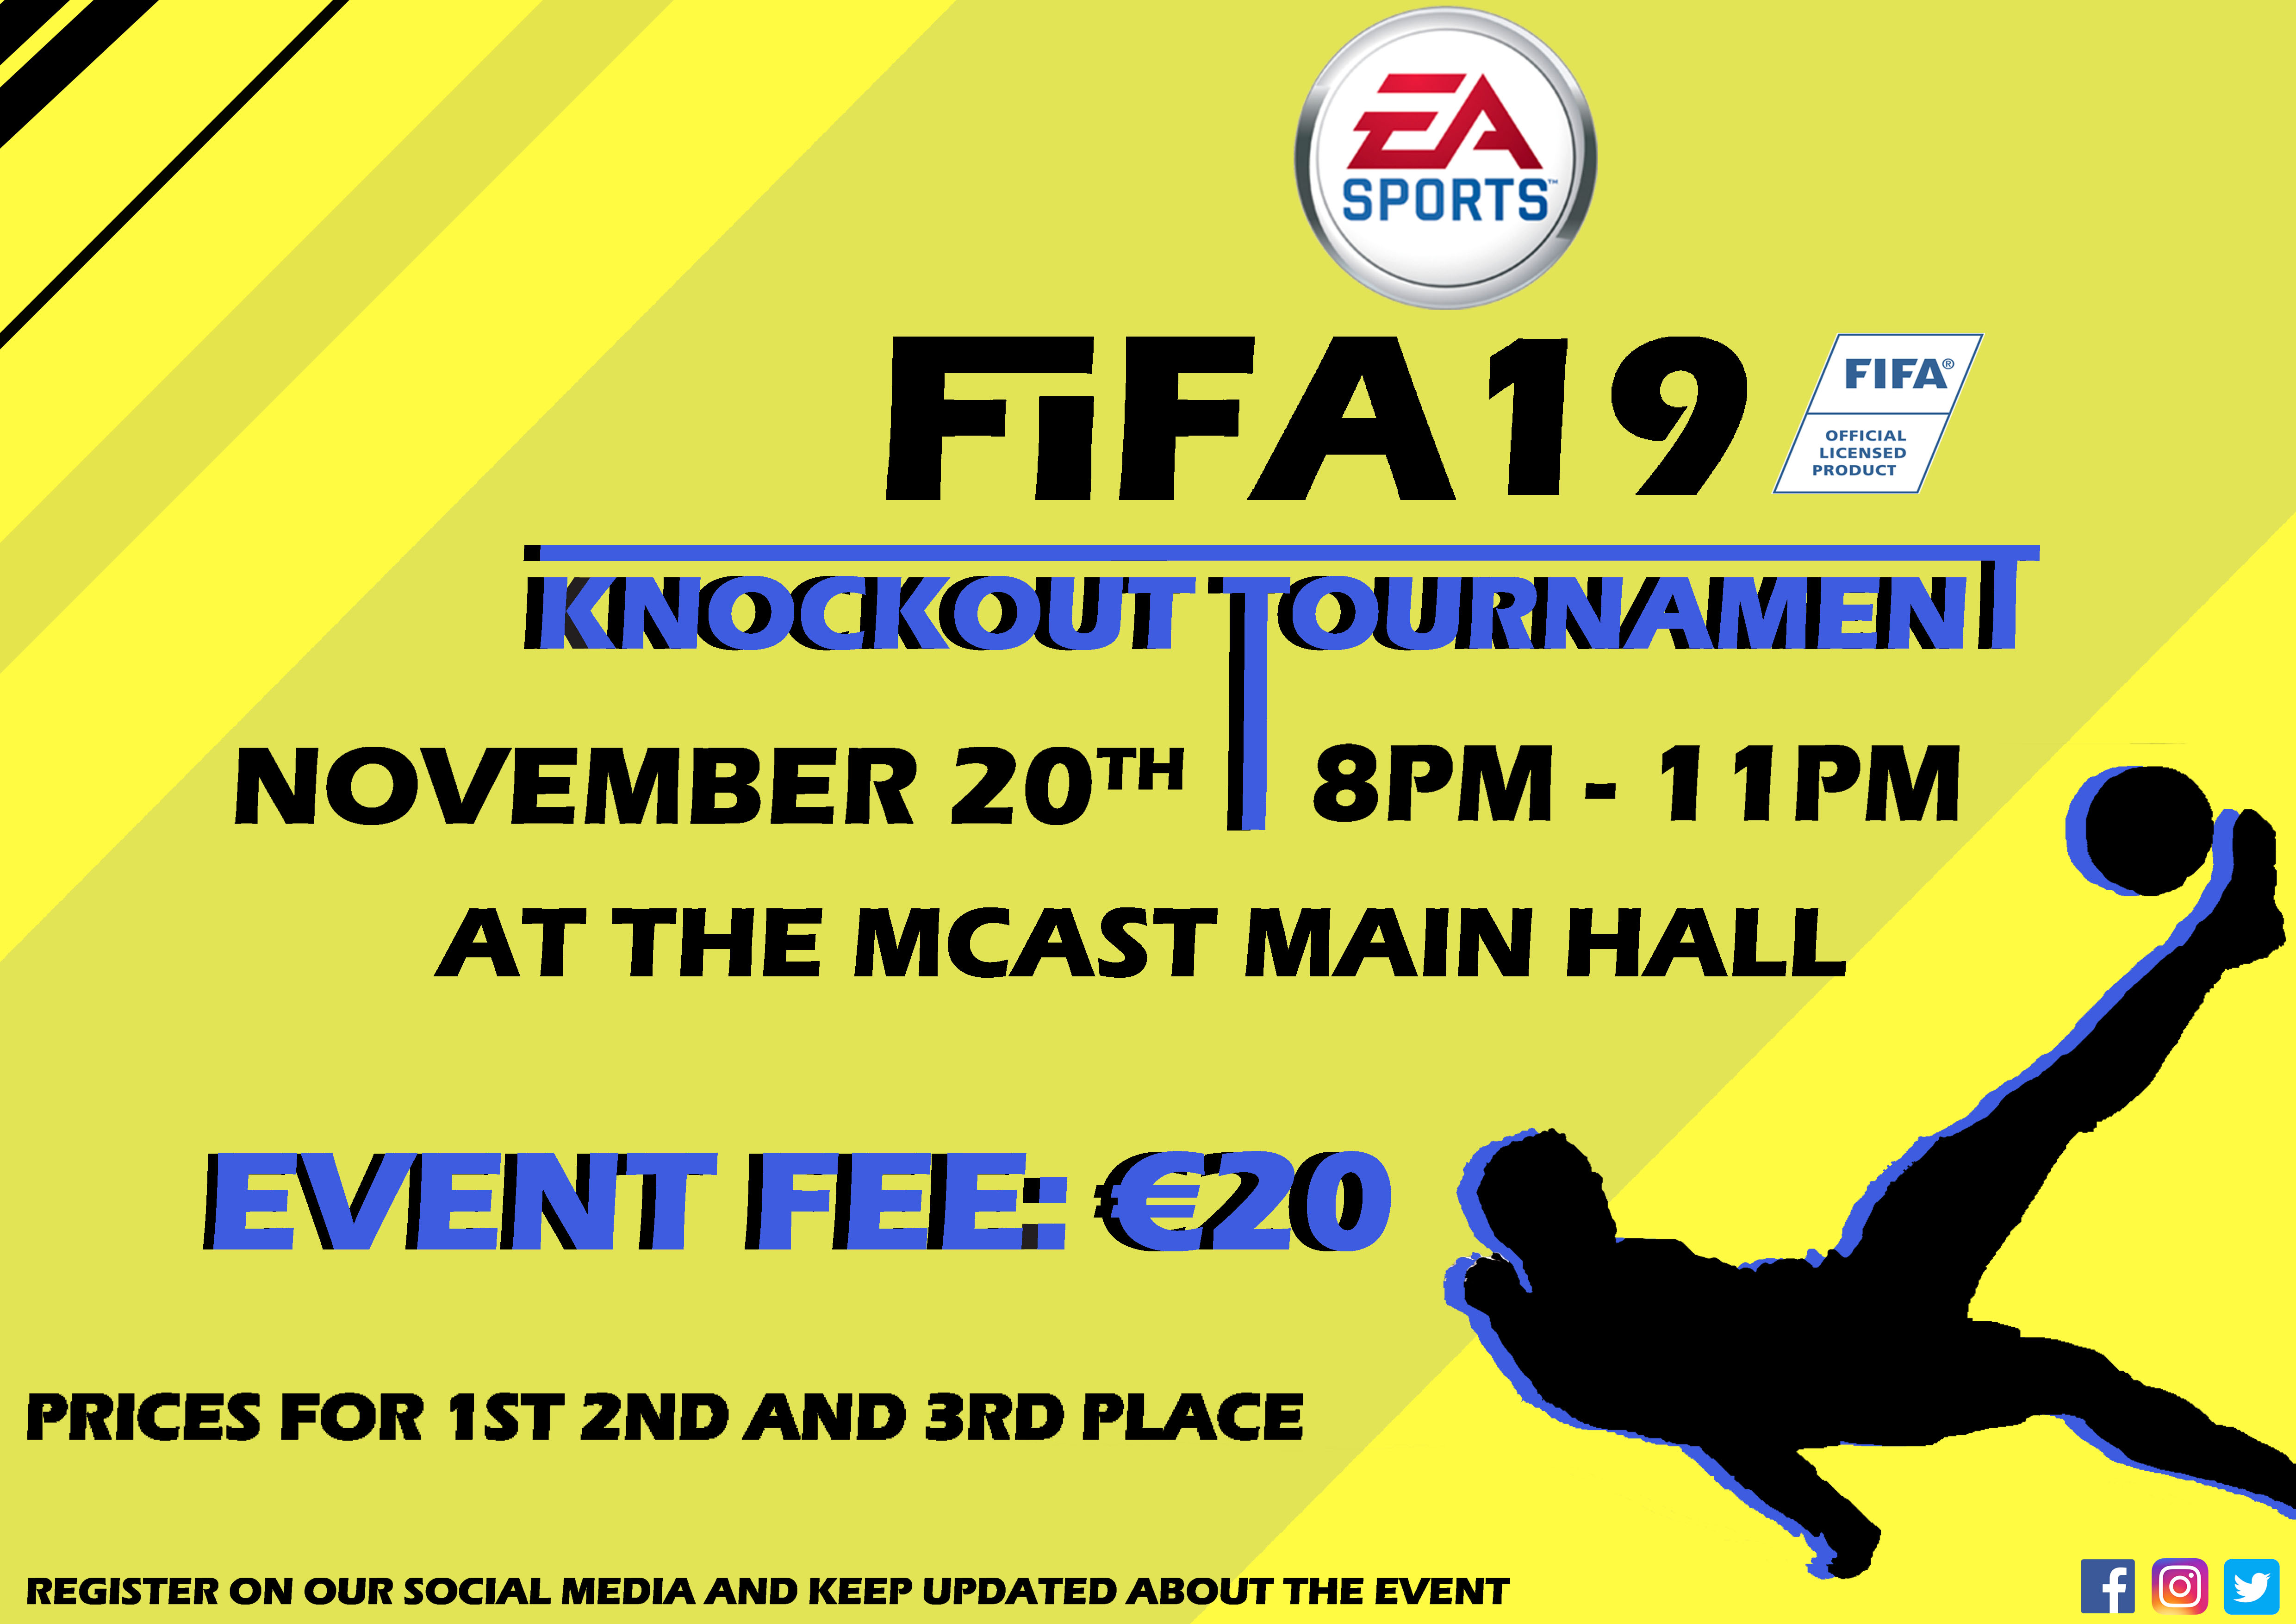 EA
SPORTS™
FIFA19
FIFA®
OFFICIAL
LICENSED
PRODUCT
KNOCKOUT TOURNAMENT
NOVEMBER 20TH 8PM - 11PM
AT THE MCAST MAIN HALL
EVENT FEE: €20
PRICES FOR 1ST 2ND AND 3RD PLACE
REGISTER ON OUR SOCIAL MEDIA AND KEEP UPDATED ABOUT THE EVENT